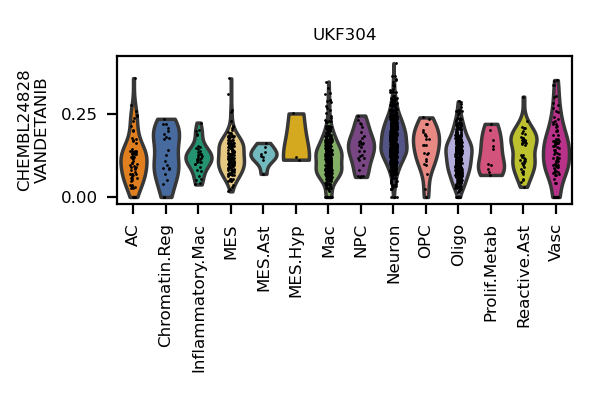 UKF304
CHEMBL24828
VANDETANIB
0.25
0.00
AC
Chromatin.Reg
Inflammatory.Mac
MES
MES.Ast
MES.Hyp
Mac
NPC
Neuron
OPC
Oligo
Prolif.Metab
Reactive.Ast
Vasc